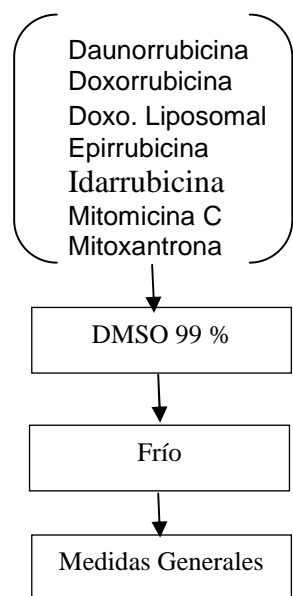 Daunorrubicina
Doxorrubicina
Doxo. Liposomal
Epirrubicina
Idarrubicina
Mitomicina C
Mitoxantrona
DMSO 99 %
Frío
Medidas Generales